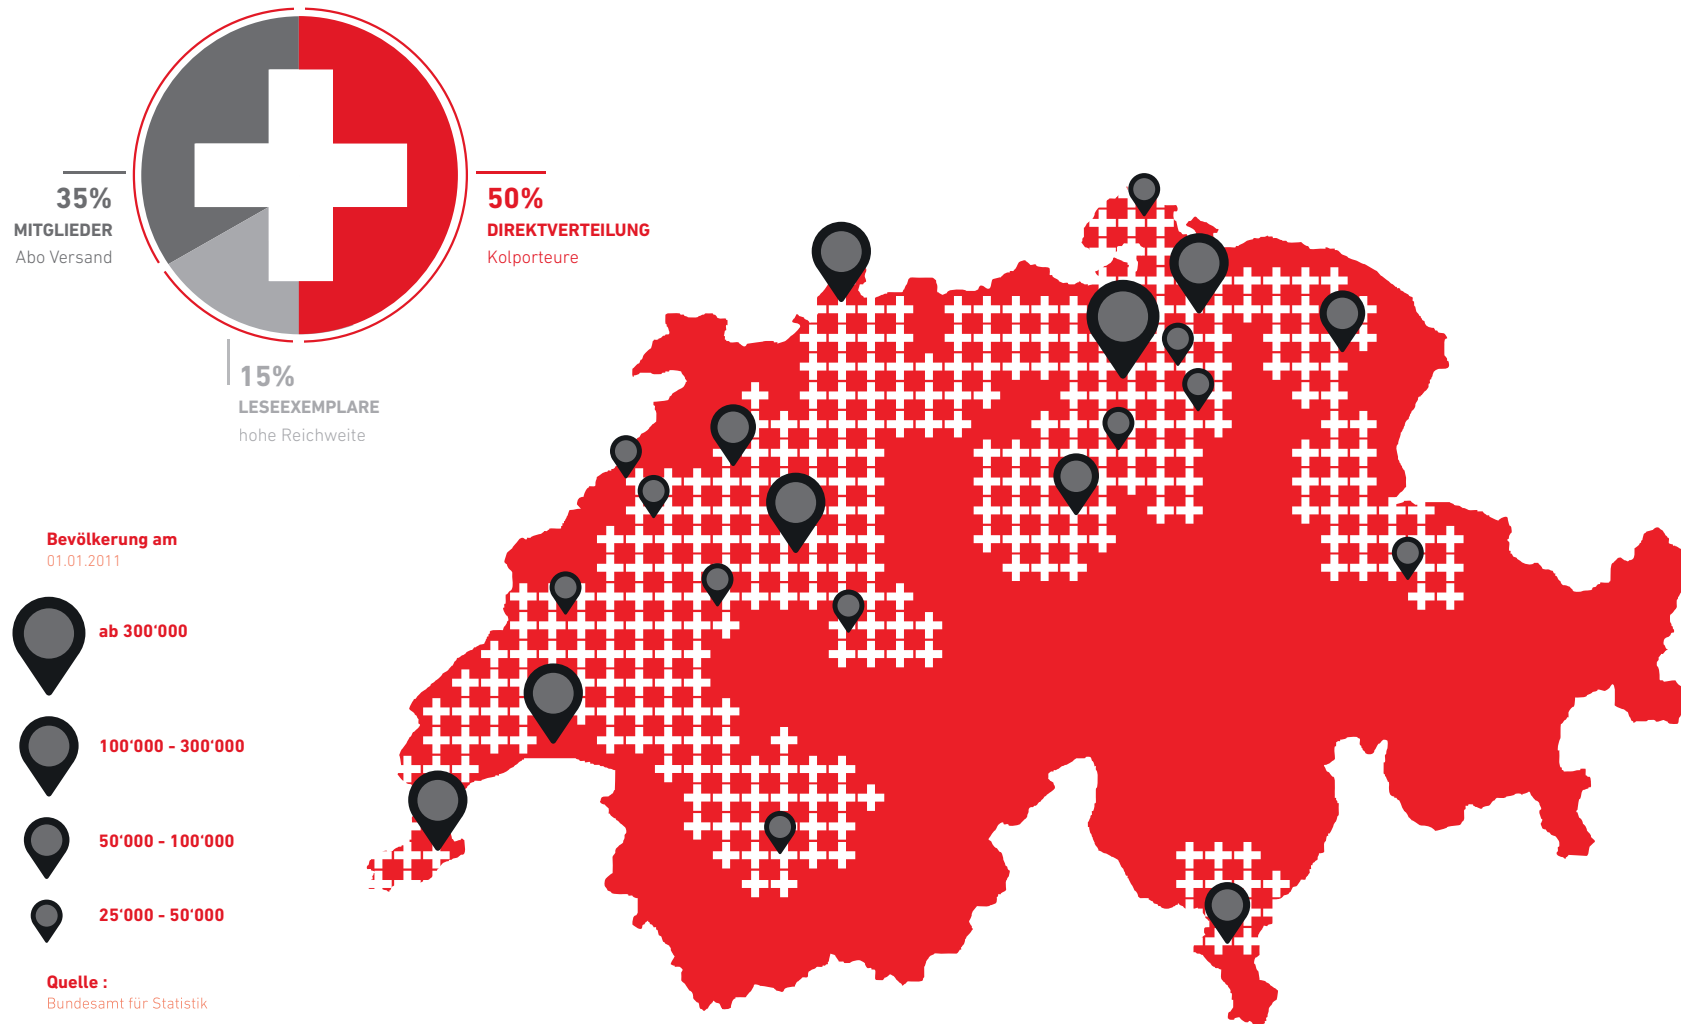 35%
MITGLIEDER
Abo Versand
50%
DIREKTVERTEILUNG
Kolporteure
15%
LESEEXEMPLARE
hohe Reichweite
Bevölkerung am
01.01.2011
ab 300‘000
100‘000 - 300‘000
50‘000 - 100‘000
25‘000 - 50‘000
Quelle :
Bundesamt für Statistik